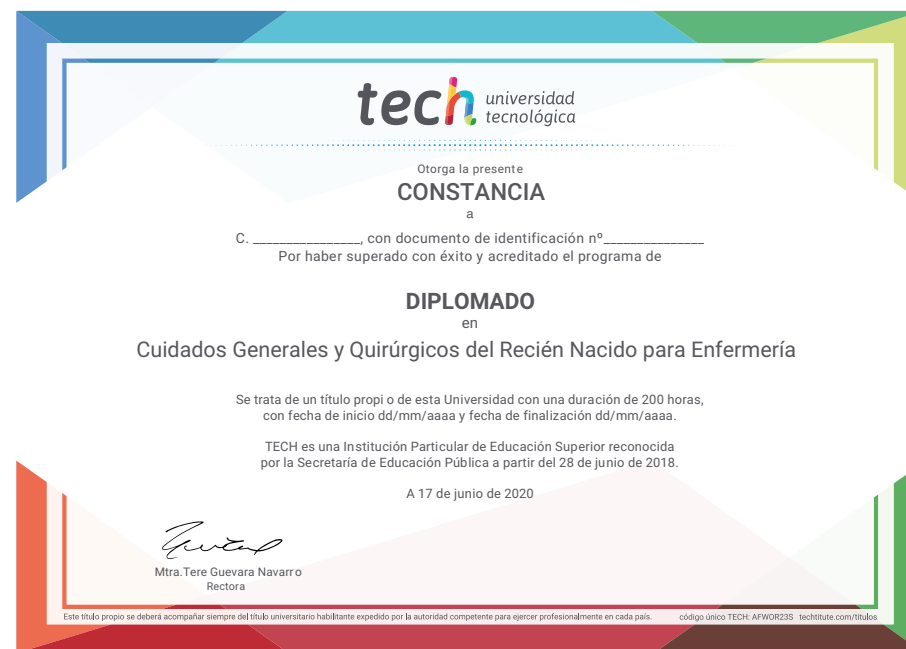 tech universidad
tecnológica
Otorga la presente
CONSTANCIA
a
C. ________________, con documento de identificación nº_______________
Por haber superado con éxito y acreditado el programa de
DIPLOMADO
en
Cuidados Generales y Quirúrgicos del Recién Nacido para Enfermería
Se trata de un título propi o de esta Universidad con una duración de 200 horas,
con fecha de inicio dd/mm/aaaa y fecha de finalización dd/mm/aaaa.
TECH es una Institución Particular de Educación Superior reconocida
por la Secretaría de Educación Pública a partir del 28 de junio de 2018.
A 17 de junio de 2020
Mtra.Tere Guevara Navarro
Rectora
Este título propio se deberá acompañar siempre del título universitario habilitante expedido por la autoridad competente para ejercer profesionalmente en cada país. código único TECH: AFWOR23S techtitute.com/titulos